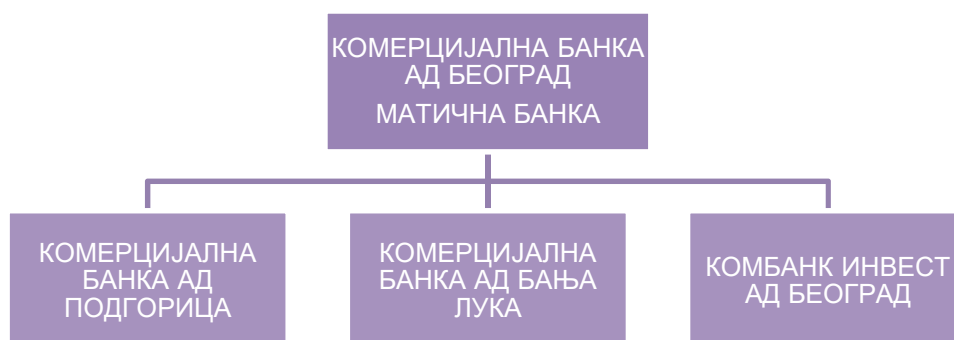 КОМЕРЦИЈАЛНА БАНКА
АД БЕОГРАД
МАТИЧНА БАНКА
КОМЕРЦИЈАЛНА
БАНКА АД
ПОДГОРИЦА
КОМЕРЦИЈАЛНА
БАНКА АД БАЊА
ЛУКА
КОМБАНК ИНВЕСТ
АД БЕОГРАД